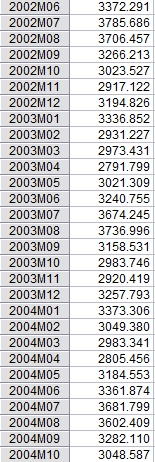 2002M06 3372.291
2002M07 3785.686
2002M08 3706.457
2002M09 3266.213
2002M10 3023.527
2002M11 2917.122
2002M12 3194.826
2003M01 3336.852
2003M02 2931.227
2003M03 2973.431
2003M04 2791.799
2003M05 3021.309
2003M06 3240.755
2003M07 3674.245
2003M08 3736.996
2003M09 3158.531
2003M10 2983.746
2003M11 2920.419
2003M12 3257.793
2004M01 3373.306
2004M02 3049.380
2004M03 2983.341
2004M04 2805.456
2004M05 3184.553
2004M06 3361.874
2004M07 3681.799
2004M08 3602.409
2004M09 3282.110
2004M10 3048.587